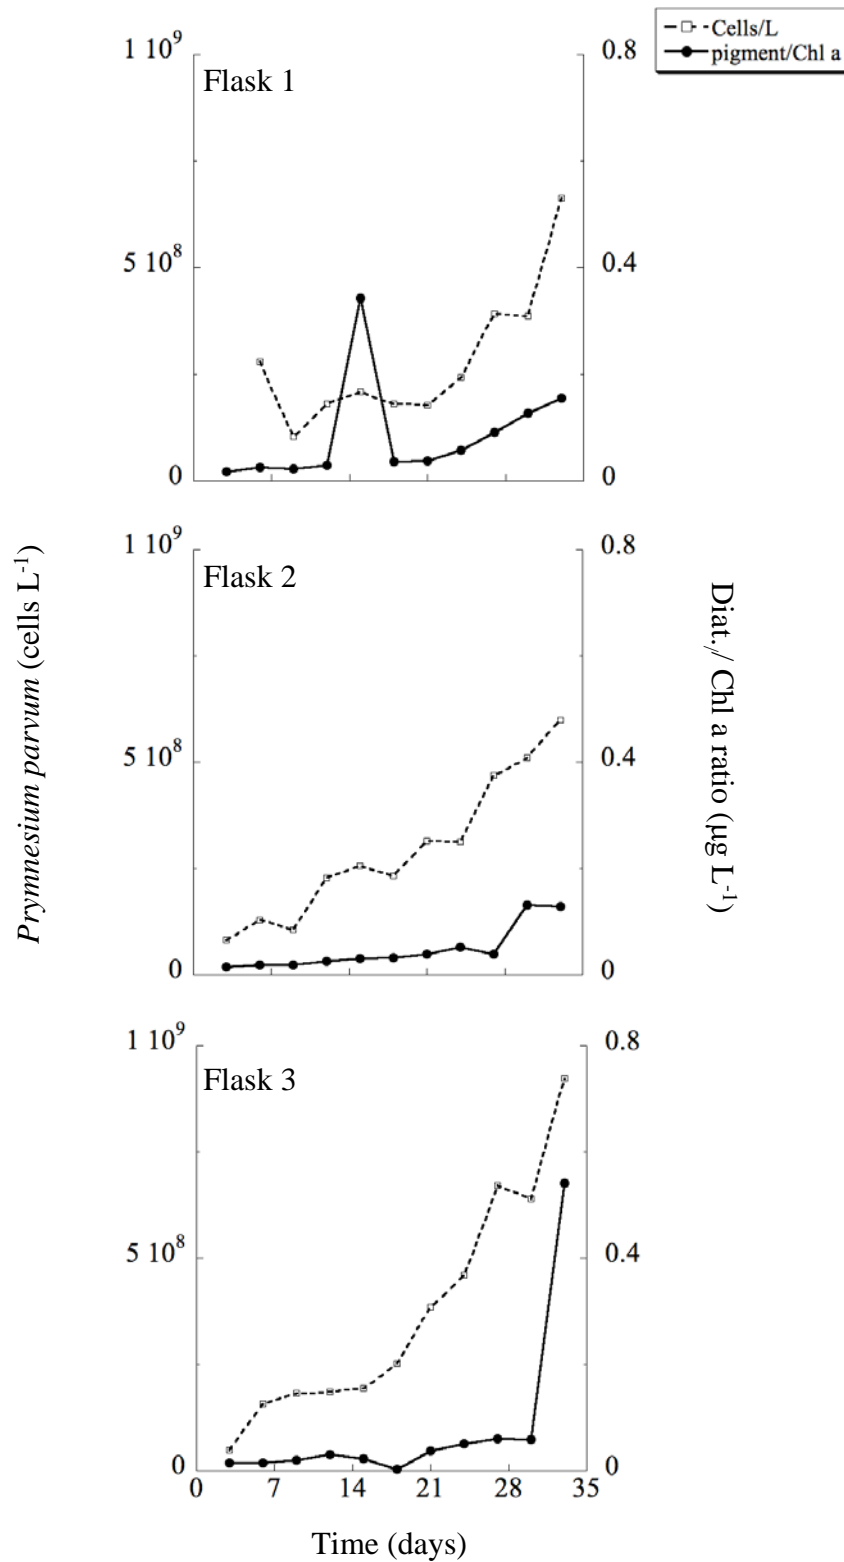 Cells/L
pigment/Chl a
Flask 1
1 10⁹
5 10⁸
0
0.8
0.4
0
Flask 2
1 10⁹
5 10⁸
0
0.8
0.4
0
Prymnesium parvum (cells L⁻¹)
Diat./ Chl a ratio (µg L⁻¹)
Flask 3
1 10⁹
5 10⁸
0
0.8
0.4
0
0 7 14 21 28 35
Time (days)